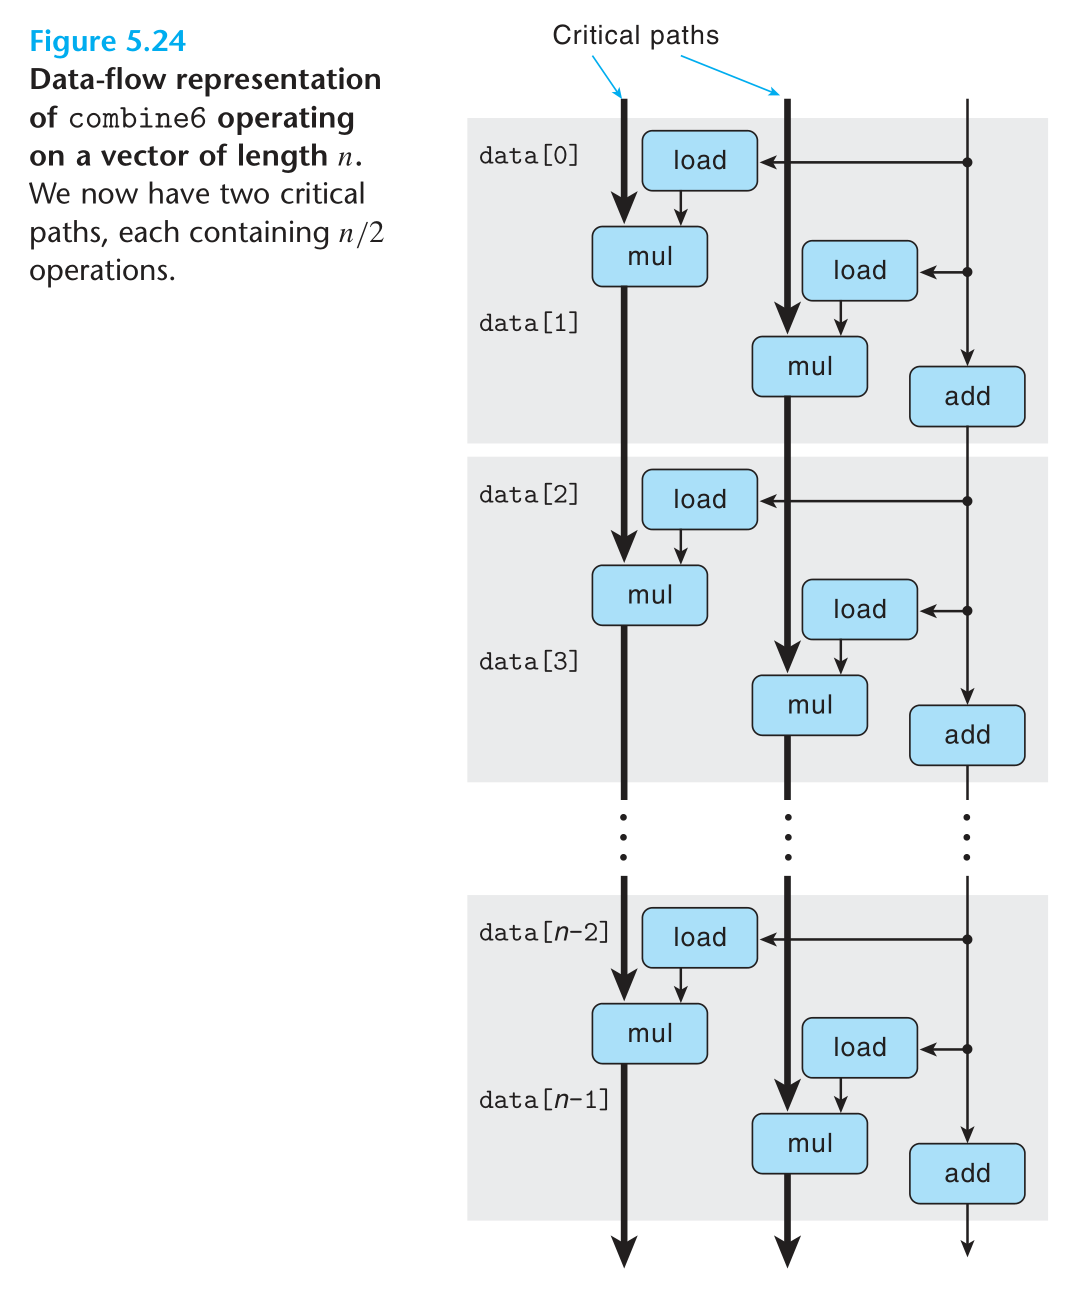 Figure 5.24
Data-flow representation
of combine6 operating
on a vector of length n.
We now have two critical
paths, each containing n/2
operations.
Critical paths
data[0]
load
mul
load
data[1]
mul
add
data[2]
load
mul
load
data[3]
mul
add
data[n-2]
load
mul
load
data[n-1]
mul
add